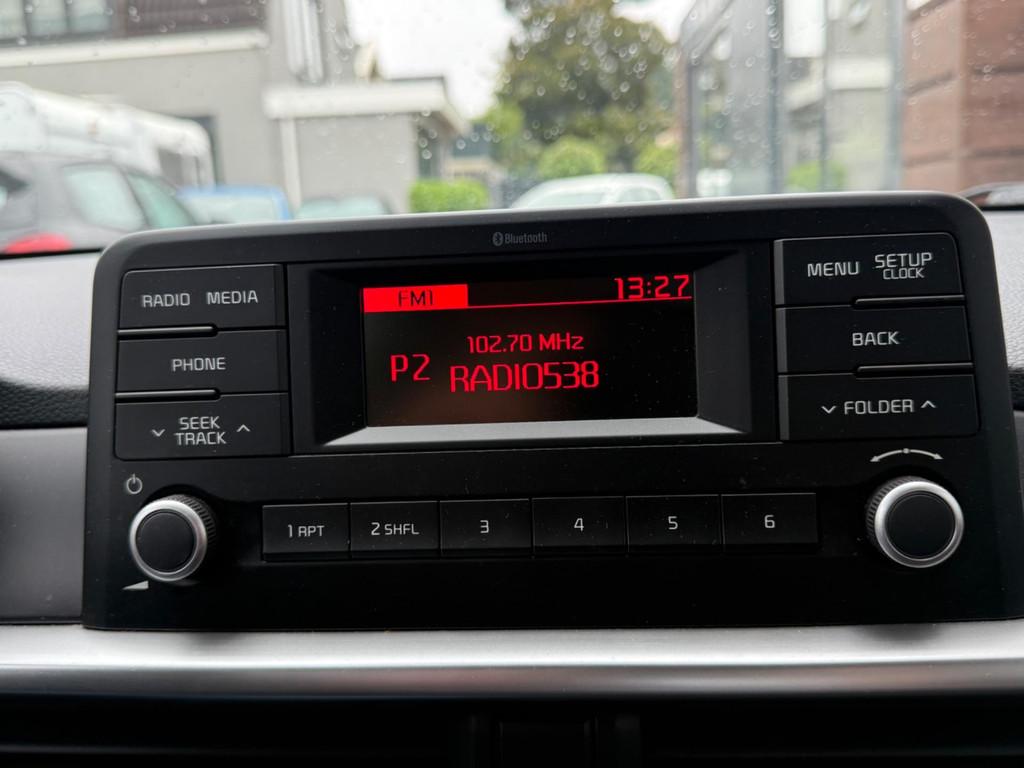 Bluetooth
RADIO MEDIA
PHONE
SEEK
TRACK
FM1 13:27
102.70 MHz
P2 RADIO538
MENU SETUP
CLOCK
BACK
FOLDER
1 RPT 2 SHFL 3 4 5 6